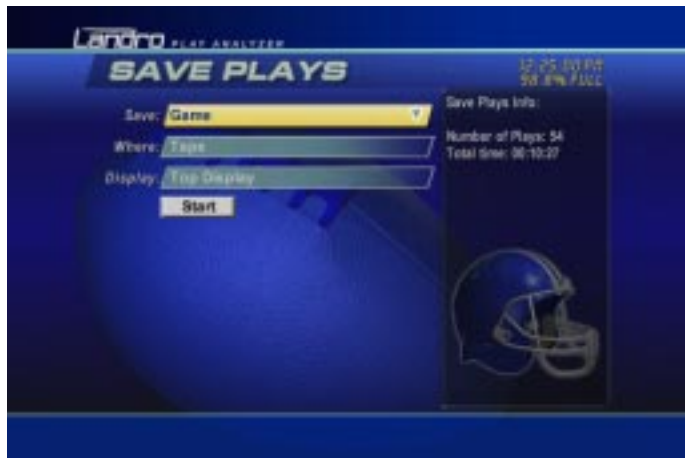 Landro PLAY ANALYZER
SAVE PLAYS
12:25:00 PM
98.8% FULL
Save: Game
Where: Tape
Display: Top Display
Start
Save Plays Info:
Number of Plays: 54
Total time: 00:10:27